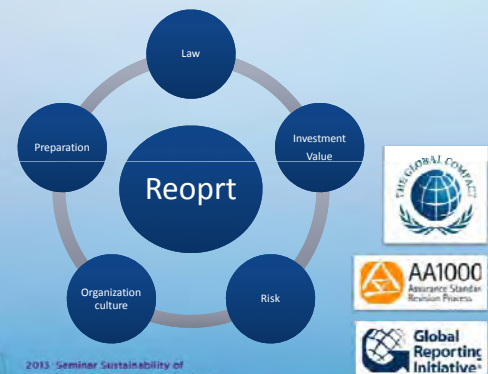 Law
Preparation
Investment
Value
Reoprt
Organization
culture
Risk
THE GLOBAL COMPACT
AA1000
Assurance Standar
Revision Process
Global
Reporting
Initiative
2013 Seminar Sustainability of